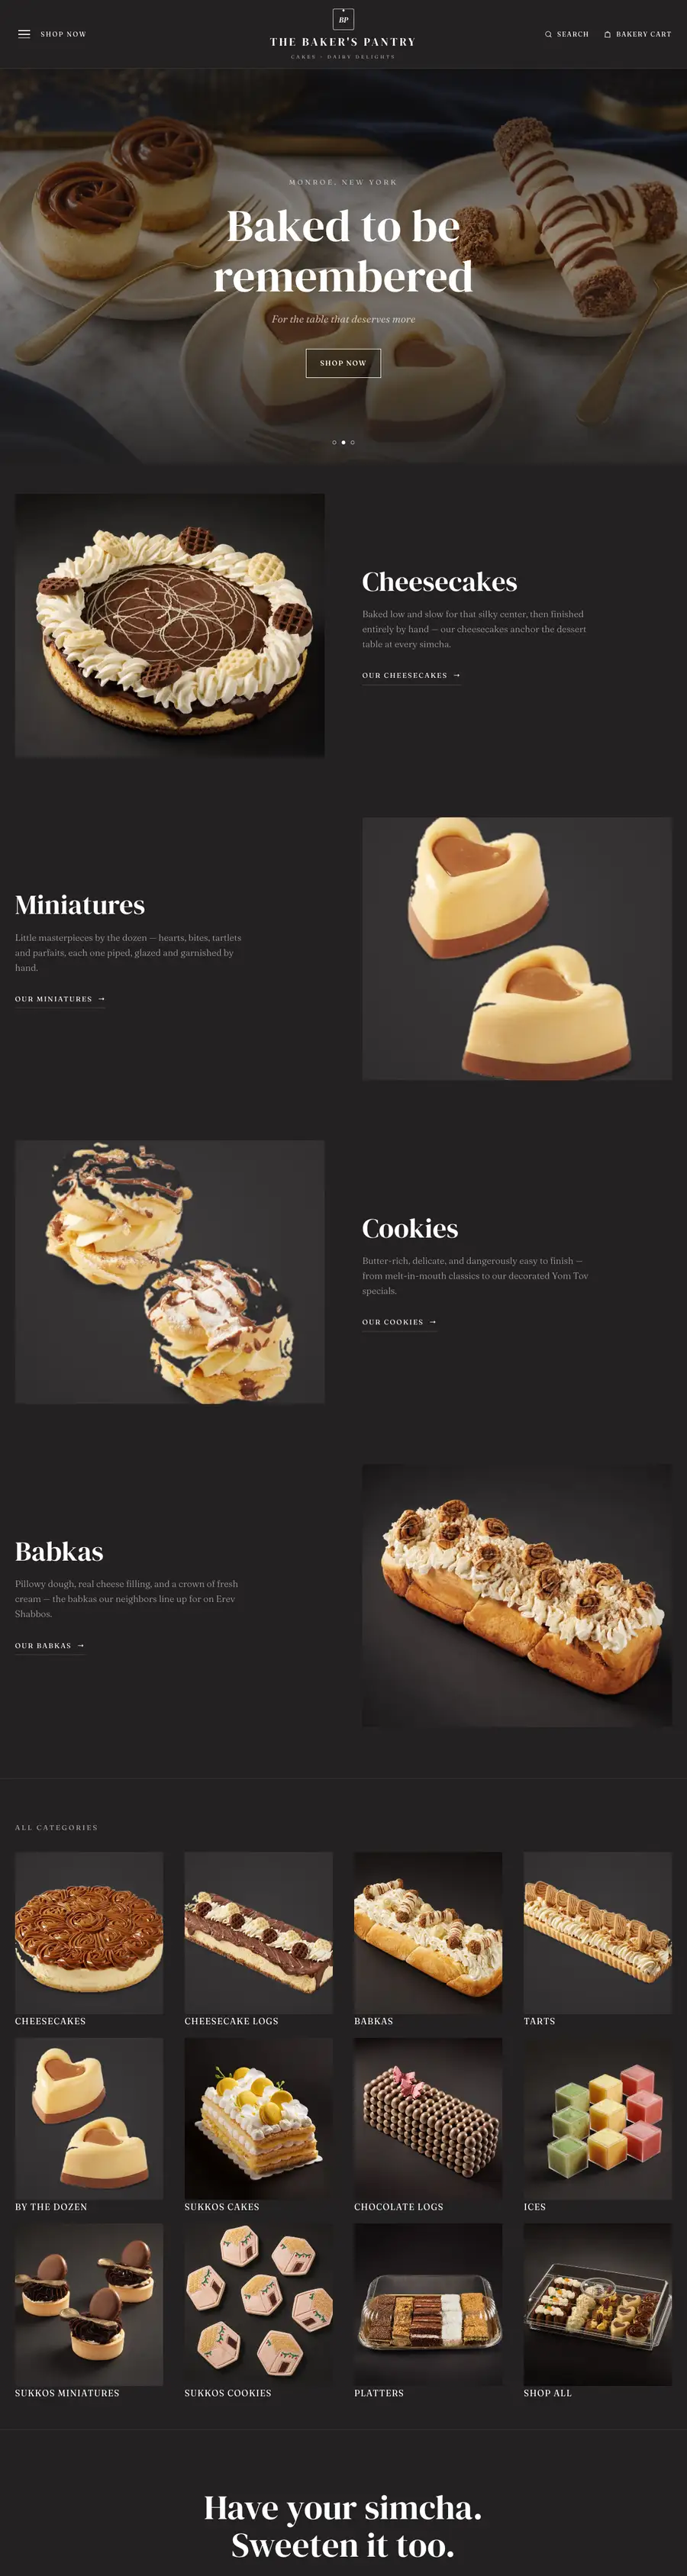 SHOP NOW
BP
THE BAKER'S PANTRY
CAKES · DAIRY DELIGHTS
SEARCH
BAKERY CART
MONROE, NEW YORK
Baked to be
remembered
For the table that deserves more
SHOP NOW
Cheesecakes
Baked low and slow for that silky center, then finished
entirely by hand — our cheesecakes anchor the dessert
table at every simcha.
OUR CHEESECAKES →
Miniatures
Little masterpieces by the dozen — hearts, bites, tartlets
and parfaits, each one piped, glazed and garnished by
hand.
OUR MINIATURES →
Cookies
Butter-rich, delicate, and dangerously easy to finish —
from melt-in-mouth classics to our decorated Yom Tov
specials.
OUR COOKIES →
Babkas
Pillowy dough, real cheese filling, and a crown of fresh
cream — the babkas our neighbors line up for on Erev
Shabbos.
OUR BABKAS →
ALL CATEGORIES
CHEESECAKES
CHEESECAKE LOGS
BABKAS
TARTS
BY THE DOZEN
SUKKOS CAKES
CHOCOLATE LOGS
ICES
SUKKOS MINIATURES
SUKKOS COOKIES
PLATTERS
SHOP ALL
Have your simcha.
Sweeten it too.